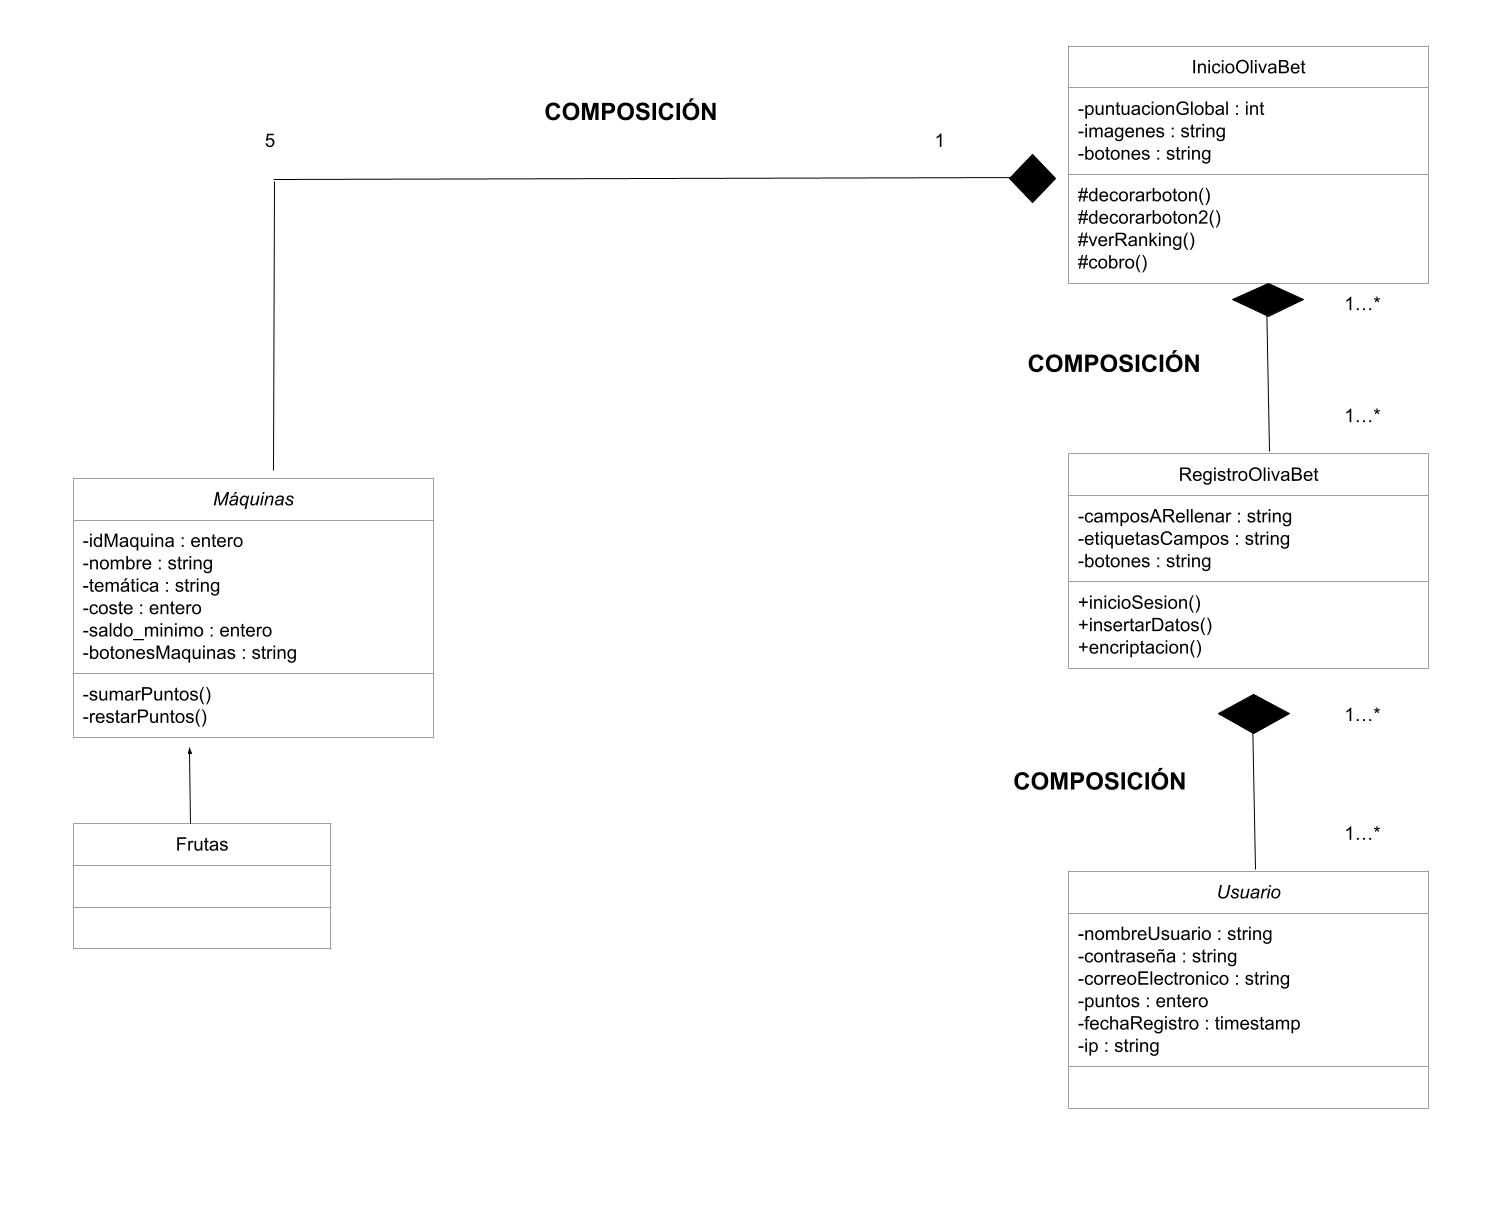 InicioOlivaBet
-puntuacionGlobal : int
-imagenes : string
-botones : string
#decorarboton()
#decorarboton2()
#verRanking()
#cobro()
COMPOSICIÓN
5
1
1…*
COMPOSICIÓN
1…*
RegistroOlivaBet
-camposARellenar : string
-etiquetasCampos : string
-botones : string
+inicioSesion()
+insertarDatos()
+encriptacion()
Máquinas
-idMaquina : entero
-nombre : string
-temática : string
-coste : entero
-saldo_minimo : entero
-botonesMaquinas : string
-sumarPuntos()
-restarPuntos()
1…*
COMPOSICIÓN
1…*
Frutas
Usuario
-nombreUsuario : string
-contraseña : string
-correoElectronico : string
-puntos : entero
-fechaRegistro : timestamp
-ip : string